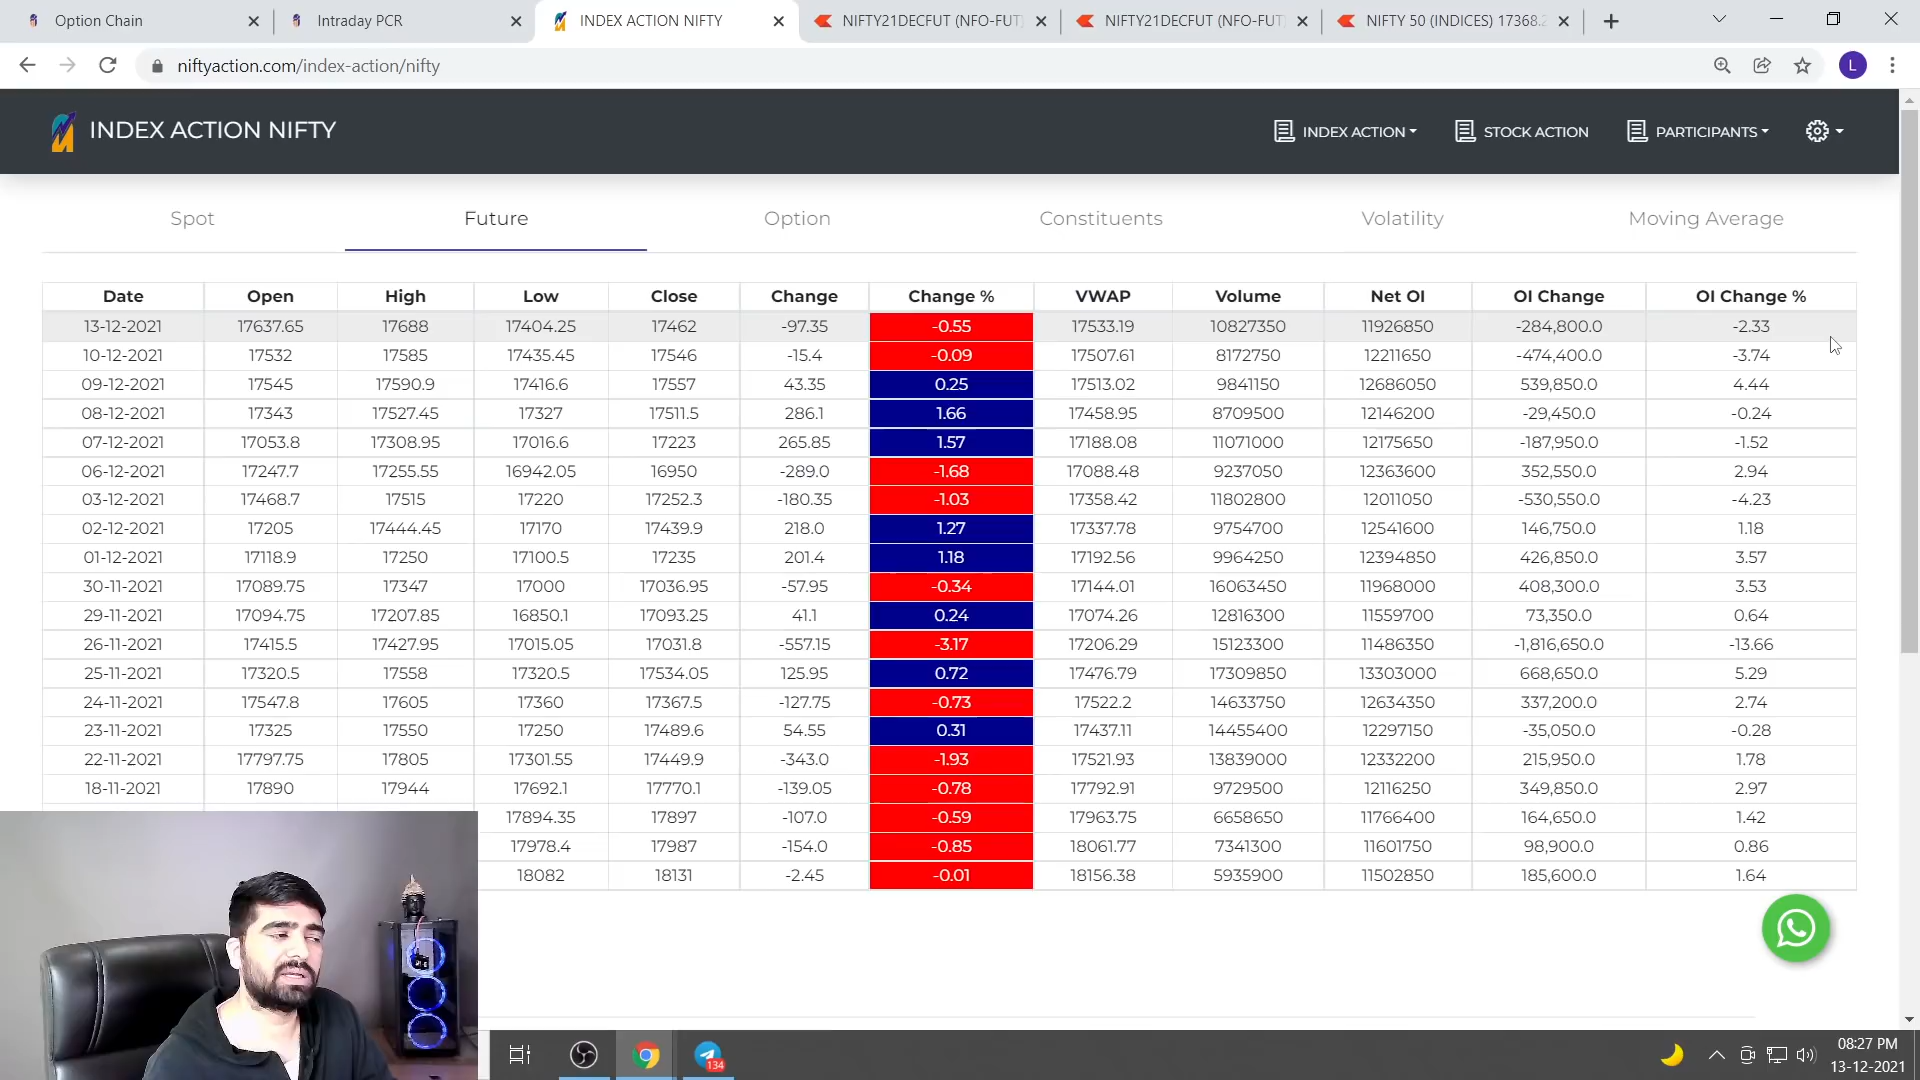 Option Chain
Intraday PCR
INDEX ACTION NIFTY
NIFTY21DECFUT (NFO-FUT)
NIFTY21DECFUT (NFO-FUT
NIFTY 50 (INDICES) 17368.2
niftyaction.com/index-action/nifty
L
INDEX ACTION NIFTY
INDEX ACTION
STOCK ACTION
PARTICIPANTS
Spot Future Option Constituents Volatility Moving Average
Date Open High Low Close Change Change % VWAP Volume Net OI OI Change OI Change %
13-12-2021 17637.65 17688 17404.25 17462 -97.35 -0.55 17533.19 10827350 11926850 -284,800.0 -2.33
10-12-2021 17532 17585 17435.45 17546 -15.4 -0.09 17507.61 8172750 12211650 -474,400.0 -3.74
09-12-2021 17545 17590.9 17416.6 17557 43.35 0.25 17513.02 9841150 12686050 539,850.0 4.44
08-12-2021 17343 17527.45 17327 17511.5 286.1 1.66 17458.95 8709500 12146200 -29,450.0 -0.24
07-12-2021 17053.8 17308.95 17016.6 17223 265.85 1.57 17188.08 11071000 12175650 -187,950.0 -1.52
06-12-2021 17247.7 17255.55 16942.05 16950 -289.0 -1.68 17088.48 9237050 12363600 352,550.0 2.94
03-12-2021 17468.7 17515 17220 17252.3 -180.35 -1.03 17358.42 11802800 12011050 -530,550.0 -4.23
02-12-2021 17205 17444.45 17170 17439.9 218.0 1.27 17337.78 9754700 12541600 146,750.0 1.18
01-12-2021 17118.9 17250 17100.5 17235 201.4 1.18 17192.56 9964250 12394850 426,850.0 3.57
30-11-2021 17089.75 17347 17000 17036.95 -57.95 -0.34 17144.01 16063450 11968000 408,300.0 3.53
29-11-2021 17094.75 17207.85 16850.1 17093.25 41.1 0.24 17074.26 12816300 11559700 73,350.0 0.64
26-11-2021 17415.5 17427.95 17015.05 17031.8 -557.15 -3.17 17206.29 15123300 11486350 -1,816,650.0 -13.66
25-11-2021 17320.5 17558 17320.5 17534.05 125.95 0.72 17476.79 17309850 13303000 668,650.0 5.29
24-11-2021 17547.8 17605 17360 17367.5 -127.75 -0.73 17522.2 14633750 12634350 337,200.0 2.74
23-11-2021 17325 17550 17250 17489.6 54.55 0.31 17437.11 14455400 12297150 -35,050.0 -0.28
22-11-2021 17797.75 17805 17301.55 17449.9 -343.0 -1.93 17521.93 13839000 12332200 215,950.0 1.78
18-11-2021 17890 17944 17692.1 17770.1 -139.05 -0.78 17792.91 9729500 12116250 349,850.0 2.97
17894.35 17897 -107.0 -0.59 17963.75 6658650 11766400 164,650.0 1.42
17978.4 17987 -154.0 -0.85 18061.77 7341300 11601750 98,900.0 0.86
18082 18131 -2.45 -0.01 18156.38 5935900 11502850 185,600.0 1.64
134
08:27 PM
13-12-2021